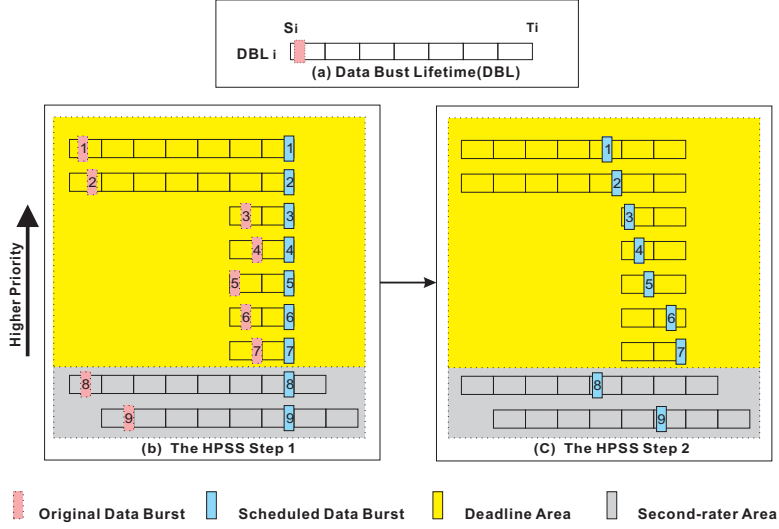 Si Ti
DBL i
(a) Data Bust Lifetime(DBL)
Higher Priority
1 1
2 2
3 3
4 4
5 5
6 6
7 7
8 8
9 9
(b) The HPSS Step 1
1
2
3
4
5
6
7
8
9
(C) The HPSS Step 2
Original Data Burst Scheduled Data Burst Deadline Area Second-rater Area